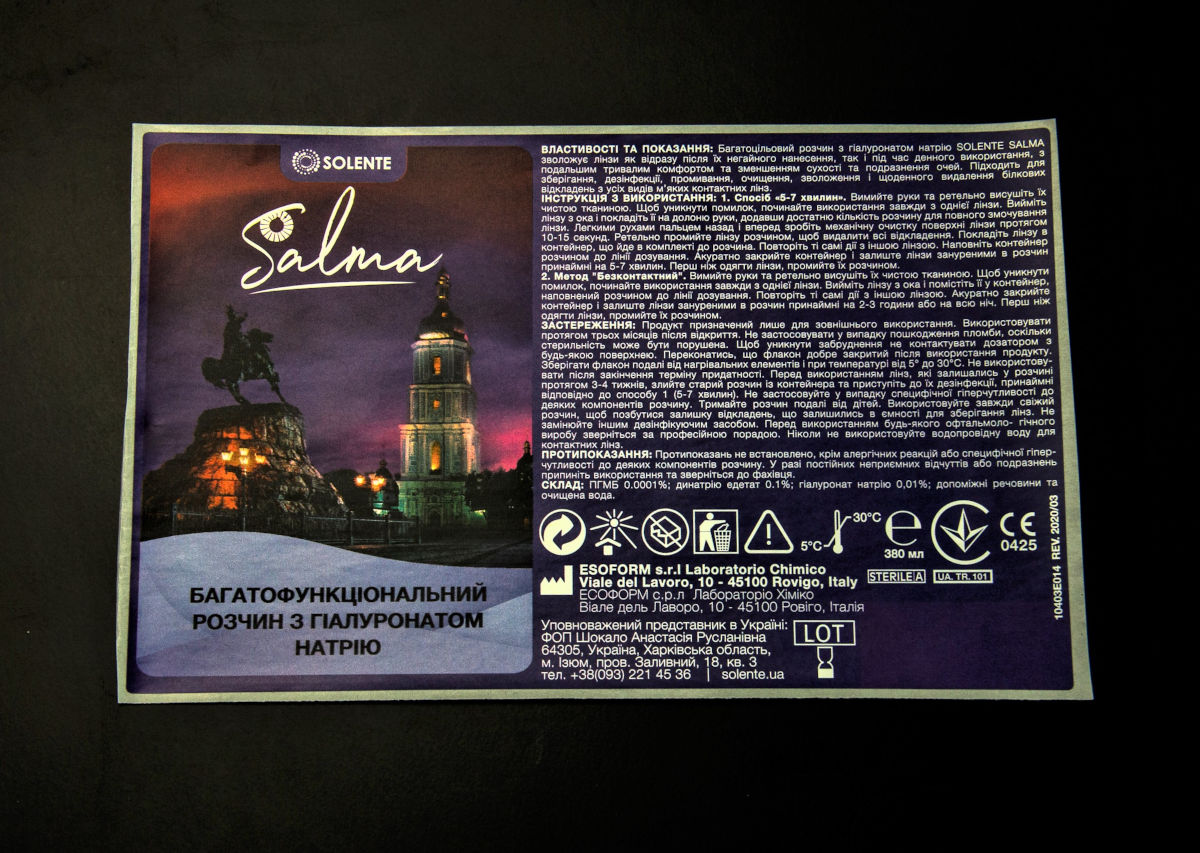 SOLENTE
Salma
БАГАТОФУНКЦІОНАЛЬНИЙ
РОЗЧИН З ГІАЛУРОНАТОМ
НАТРІЮ
ВЛАСТИВОСТІ ТА ПОКАЗАННЯ: Багатоцільовий розчин з гіалуронатом натрію SOLENTE SALMA
зволожує лінзи як відразу після їх негайного нанесення, так і під час денного використання, з
подальшим тривалим комфортом та зменшенням сухості та подразнення очей. Підходить для
зберігання, дезінфекції, промивання, очищення, зволоження і щоденного видалення білкових
відкладень з усіх видів м'яких контактних лінз.
ІНСТРУКЦІЯ З ВИКОРИСТАННЯ: 1. Спосіб «5-7 хвилин». Вимийте руки та ретельно висушіть їх
чистою тканиною. Щоб уникнути помилок, починайте використання завжди з однієї лінзи. Вийміть
лінзу з ока і покладіть її на долоню руки, додавши достатню кількість розчину для повного змочування
лінзи. Легкими рухами пальцем назад і вперед зробіть механічну очистку поверхні лінзи протягом
10-15 секунд. Ретельно промийте лінзу розчином, щоб видалити всі відкладення. Покладіть лінзу в
контейнер, що йде в комплекті до розчина. Повторіть ті самі дії з іншою лінзою. Наповніть контейнер
розчином до лінії дозування. Акуратно закрийте контейнер і залиште лінзи зануреними в розчин
принаймні на 5-7 хвилин. Перш ніж одягти лінзи, промийте їх розчином.
2. Метод "Безконтактний". Вимийте руки та ретельно висушіть їх чистою тканиною. Щоб уникнути
помилок, починайте використання завжди з однієї лінзи. Вийміть лінзу з ока і помістіть її у контейнер,
наповнений розчином до лінії дозування. Повторіть ті самі дії з іншою лінзою. Акуратно закрийте
контейнер і залиште лінзи зануреними в розчин принаймні на 2-3 години або на всю ніч. Перш ніж
одягти лінзи, промийте їх розчином.
ЗАСТЕРЕЖЕННЯ: Продукт призначений лише для зовнішнього використання. Використовувати
протягом трьох місяців після відкриття. Не застосовувати у випадку пошкодження пломби, оскільки
стерильність може бути порушена. Щоб уникнути забруднення не контактувати дозатором з
будь-якою поверхнею. Переконатись, що флакон добре закритий після використання продукту.
Зберігати флакон подалі від нагрівальних елементів і при температурі від 5° до 30°C. Не використову-
вати після закінчення терміну придатності. Перед використанням лінз, які залишались у розчині
протягом 3-4 тижнів, злийте старий розчин із контейнера та приступіть до їх дезінфекції, принаймні
відповідно до способу 1 (5-7 хвилин). Не застосовуйте у випадку специфічної гіперчутливості до
деяких компонентів розчину. Тримайте розчин подалі від дітей. Використовуйте завжди свіжий
розчин, щоб позбутися залишку відкладень, що залишились в ємності для зберігання лінз. Не
замінюйте іншим дезінфікуючим засобом. Перед використанням будь-якого офтальмоло- гічного
виробу зверніться за професійною порадою. Ніколи не використовуйте водопровідну воду для
контактних лінз.
ПРОТИПОКАЗАННЯ: Протипоказань не встановлено, крім алергічних реакцій або специфічної гіпер-
чутливості до деяких компонентів розчину. У разі постійних неприємних відчуттів або подразнень
припиніть використання та зверніться до фахівця.
СКЛАД: ПГМБ 0.0001%; динатрію едетат 0.1%; гіалуронат натрію 0,01%; допоміжні речовини та
очищена вода.
5°C 30°C
380 мл
STERILE A
UA. TR. 101
CE
0425
10403E014 REV. 2020/03
ESOFORM s.r.l Laboratorio Chimico
Viale del Lavoro, 10 - 45100 Rovigo, Italy
ЕСОФОРМ с.р.л Лабораторіо Хіміко
Віале дель Лаворо, 10 - 45100 Ровіго, Італія
Уповноважений представник в Україні:
ФОП Шокало Анастасія Русланівна
64305, Україна, Харківська область,
м. Ізюм, пров. Заливний, 18, кв. 3
тел. +38(093) 221 45 36 | solente.ua
LOT